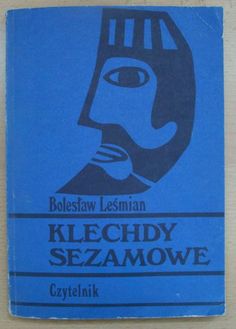 Bolesław Leśmian
KLECHDY
SEZAMOWE
Czytelnik